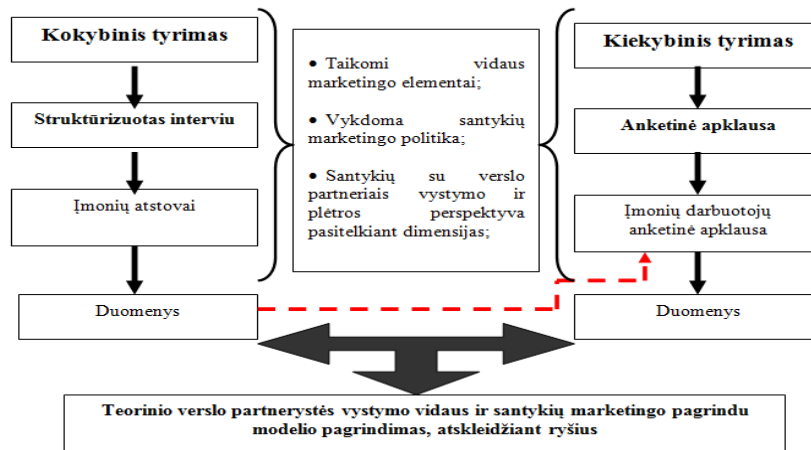 Kokybinis tyrimas
Struktūrizuotas interviu
Įmonių atstovai
Duomenys
● Taikomi vidaus
marketingo elementai;
● Vykdoma santykių
marketingo politika;
● Santykių su verslo
partneriais vystymo ir
plėtros perspektyva
pasitelkiant dimensijas;
Kiekybinis tyrimas
Anketinė apklausa
Įmonių darbuotojų
anketinė apklausa
Duomenys
Teorinio verslo partnerystės vystymo vidaus ir santykių marketingo pagrindu
modelio pagrindimas, atskleidžiant ryšius